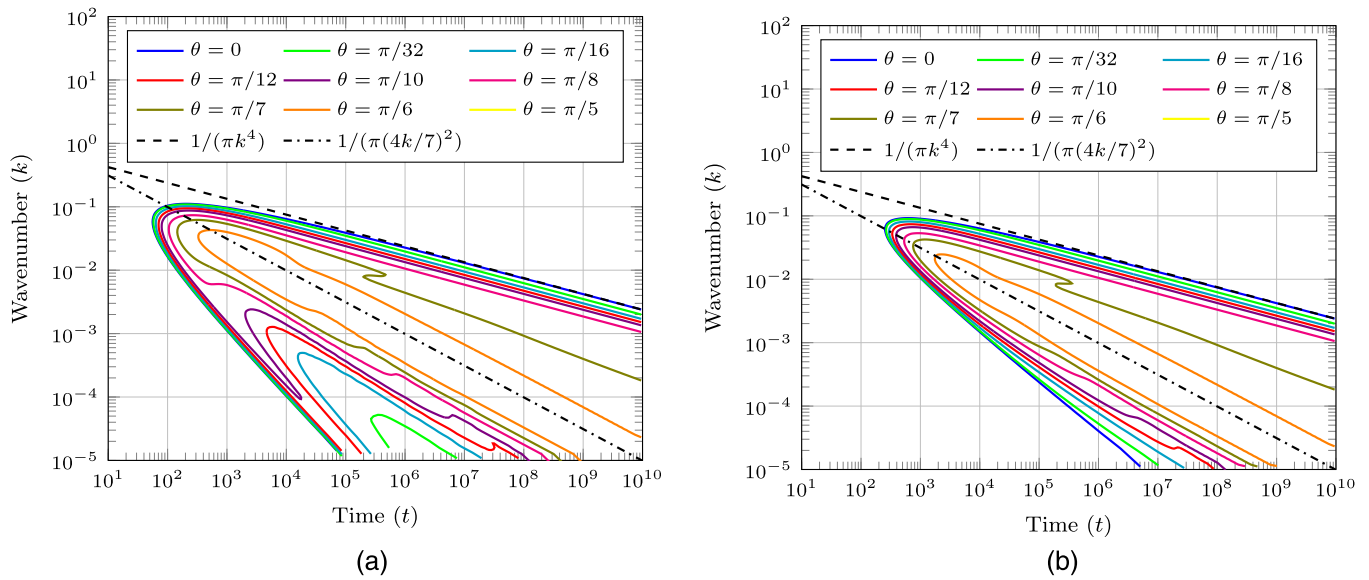 10^2
10^1
10^0
10^−1
10^−2
10^−3
10^−4
10^−5
Wavenumber (k)
θ = 0 θ = π/32 θ = π/16
θ = π/12 θ = π/10 θ = π/8
θ = π/7 θ = π/6 θ = π/5
1/(πk^4) 1/(π(4k/7)^2)
10^1 10^2 10^3 10^4 10^5 10^6 10^7 10^8 10^9 10^10
Time (t)
(a)
10^2
10^1
10^0
10^−1
10^−2
10^−3
10^−4
10^−5
Wavenumber (k)
θ = 0 θ = π/32 θ = π/16
θ = π/12 θ = π/10 θ = π/8
θ = π/7 θ = π/6 θ = π/5
1/(πk^4) 1/(π(4k/7)^2)
10^1 10^2 10^3 10^4 10^5 10^6 10^7 10^8 10^9 10^10
Time (t)
(b)